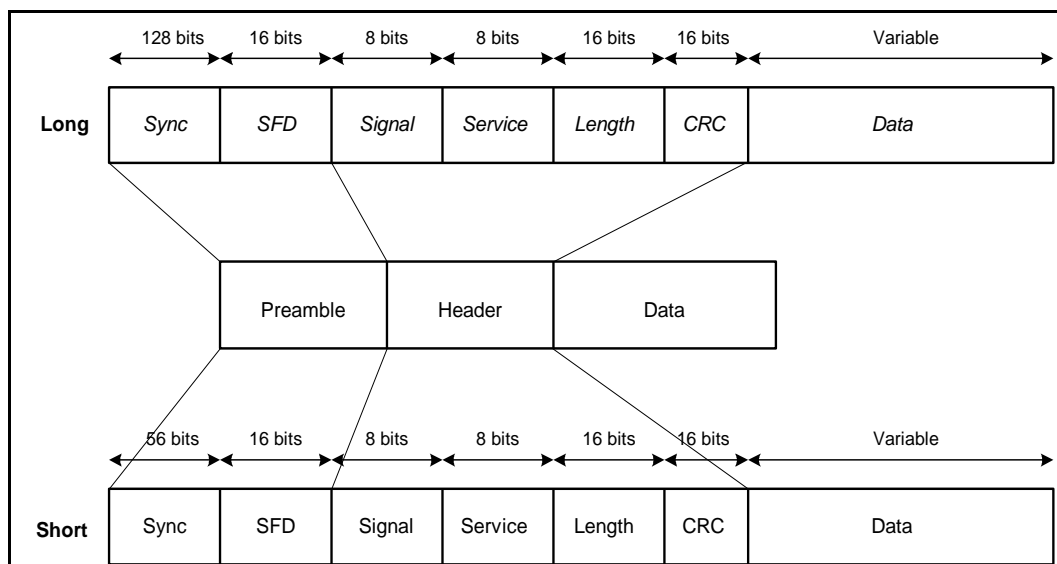 128 bits 16 bits 8 bits 8 bits 16 bits 16 bits Variable
Long Sync SFD Signal Service Length CRC Data
Preamble Header Data
56 bits 16 bits 8 bits 8 bits 16 bits 16 bits Variable
Short Sync SFD Signal Service Length CRC Data